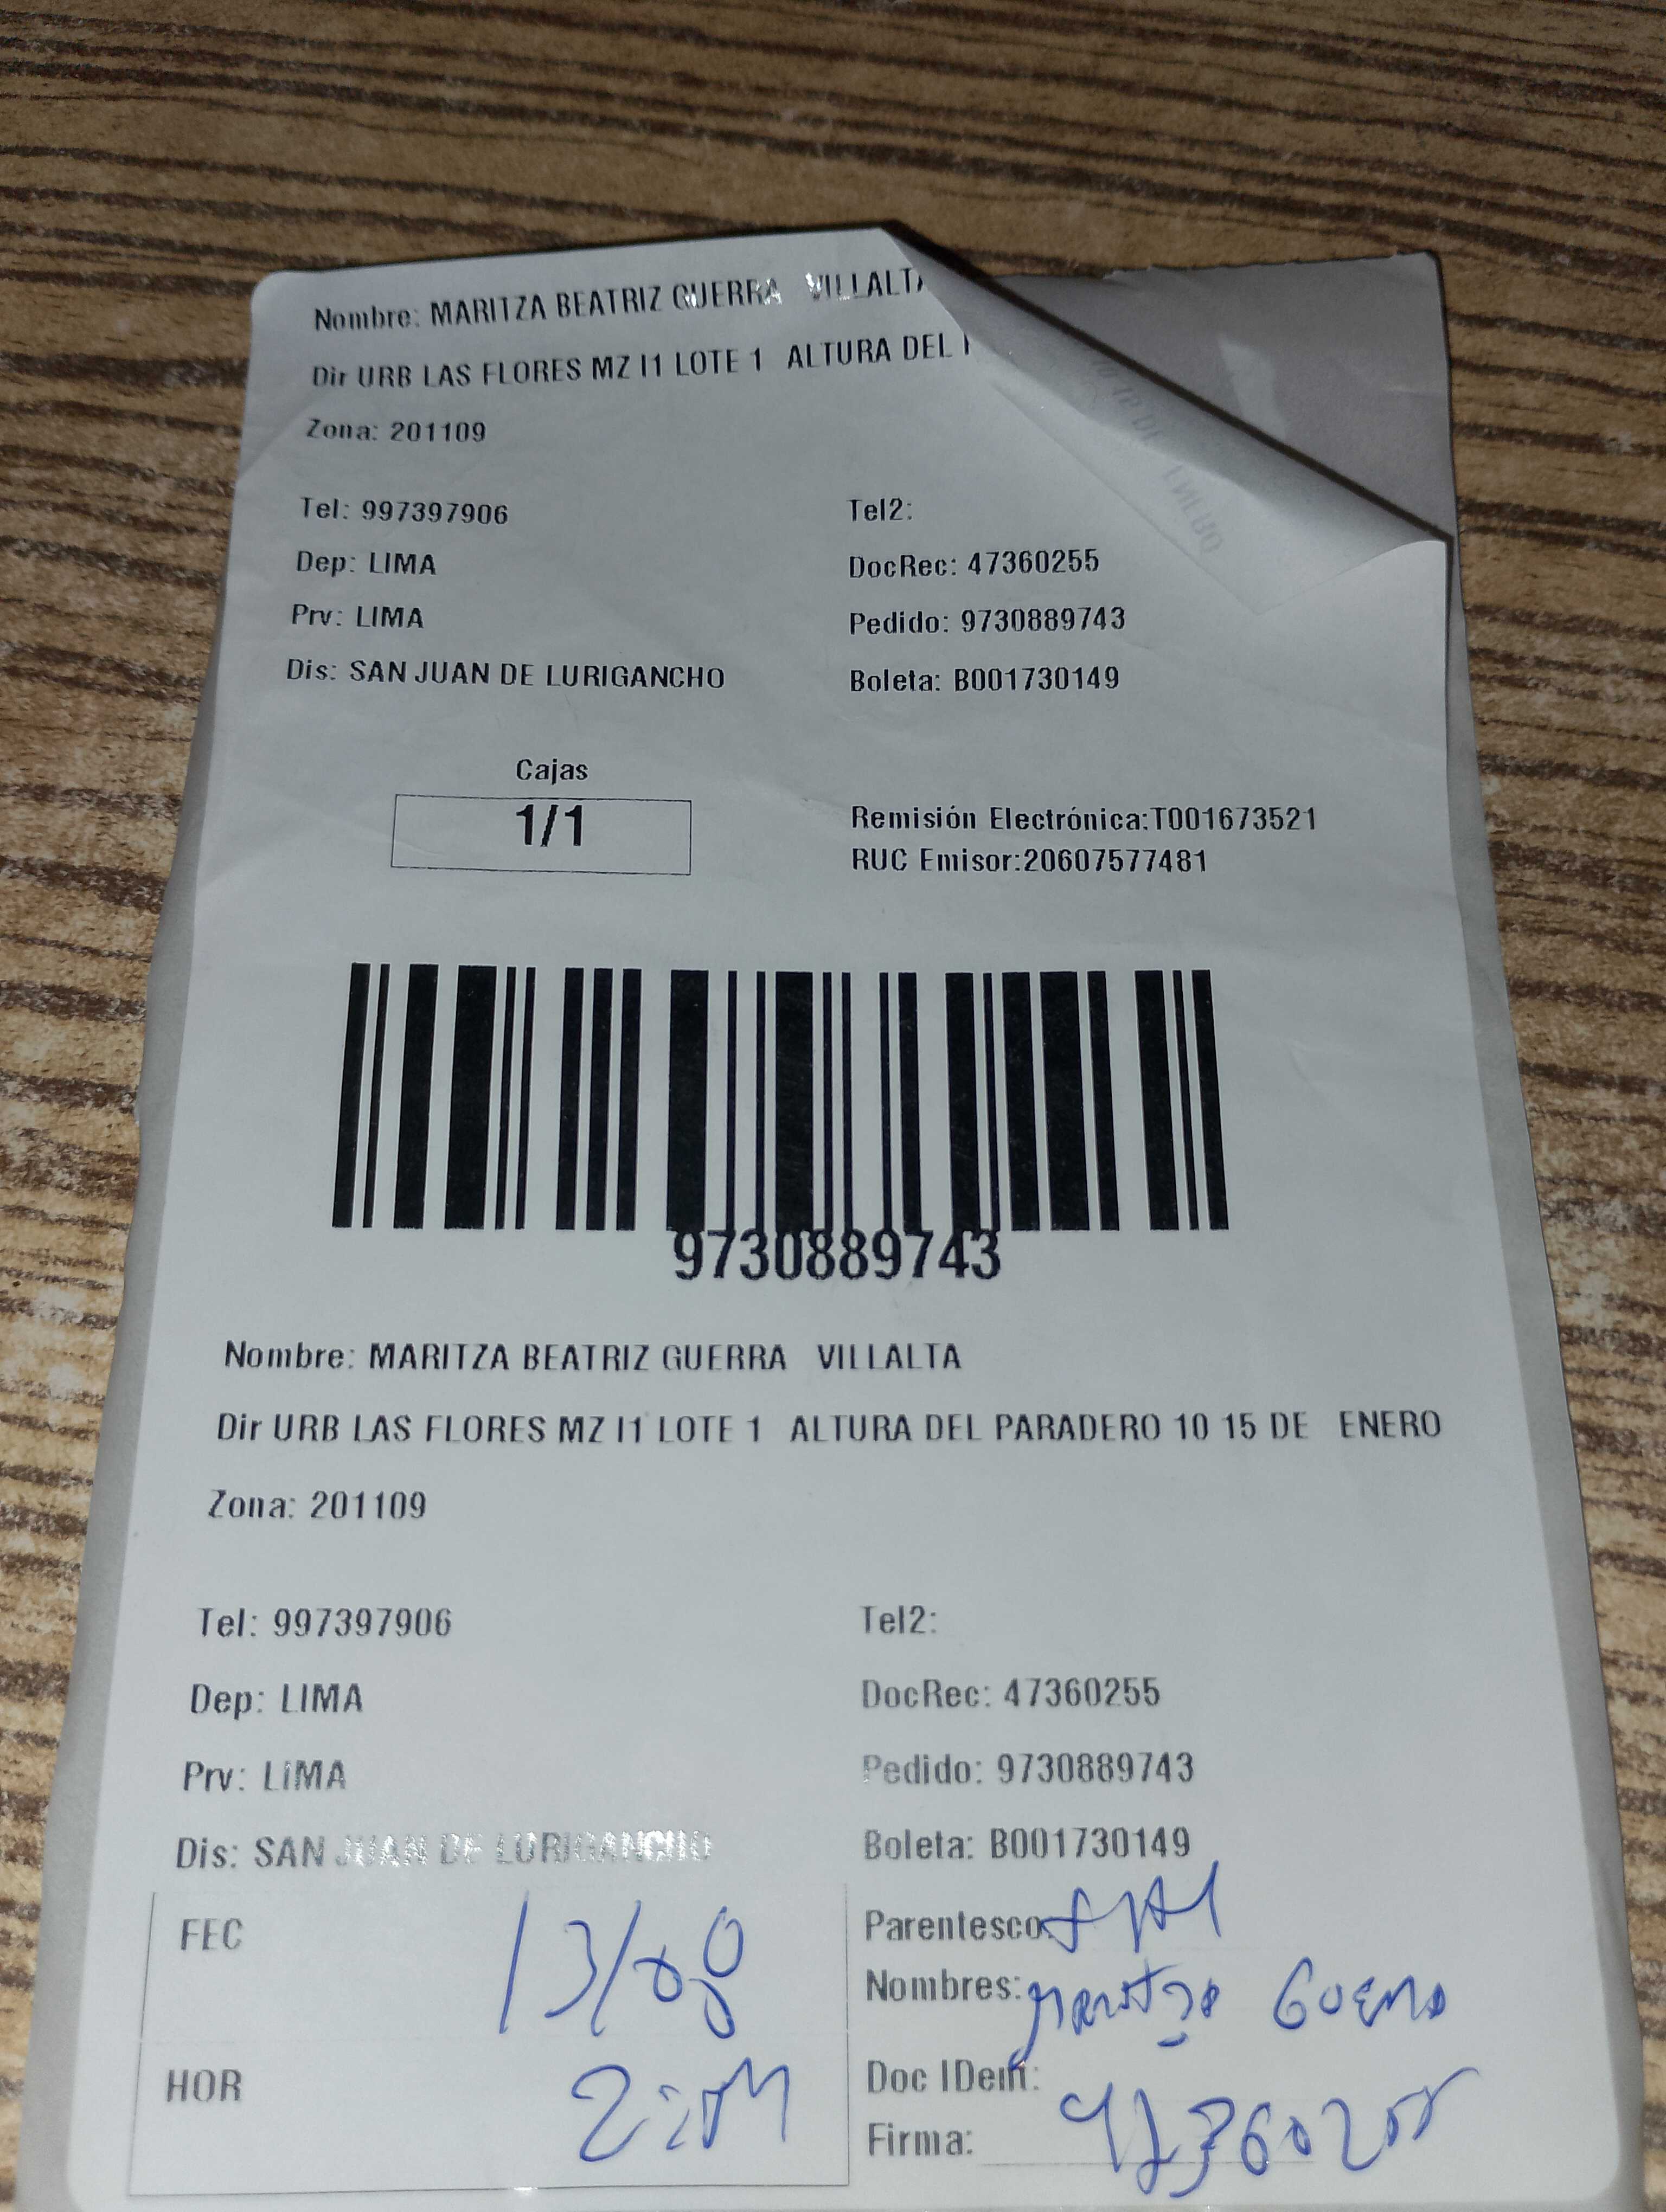 Nombre: MARITZA BEATRIZ GUERRA VILLALTA
Dir URB LAS FLORES MZ I1 LOTE 1 ALTURA DEL
Zona: 201109
Tel: 997397906 Tel2:
Dep: LIMA DocRec: 47360255
Prv: LIMA Pedido: 9730889743
Dis: SAN JUAN DE LURIGANCHO Boleta: B001730149
Cajas
1/1
Remisión Electrónica:T001673521
RUC Emisor:20607577481
9730889743
Nombre: MARITZA BEATRIZ GUERRA VILLALTA
Dir URB LAS FLORES MZ I1 LOTE 1 ALTURA DEL PARADERO 10 15 DE ENERO
Zona: 201109
Tel: 997397906 Tel2:
Dep: LIMA DocRec: 47360255
Prv: LIMA Pedido: 9730889743
Dis: SAN JUAN DE LURIGANCHO Boleta: B001730149
FEC 13/08 Parentesco:
Nombres: Maritza Guerra
HOR Doc IDent: 47360255
Firma: